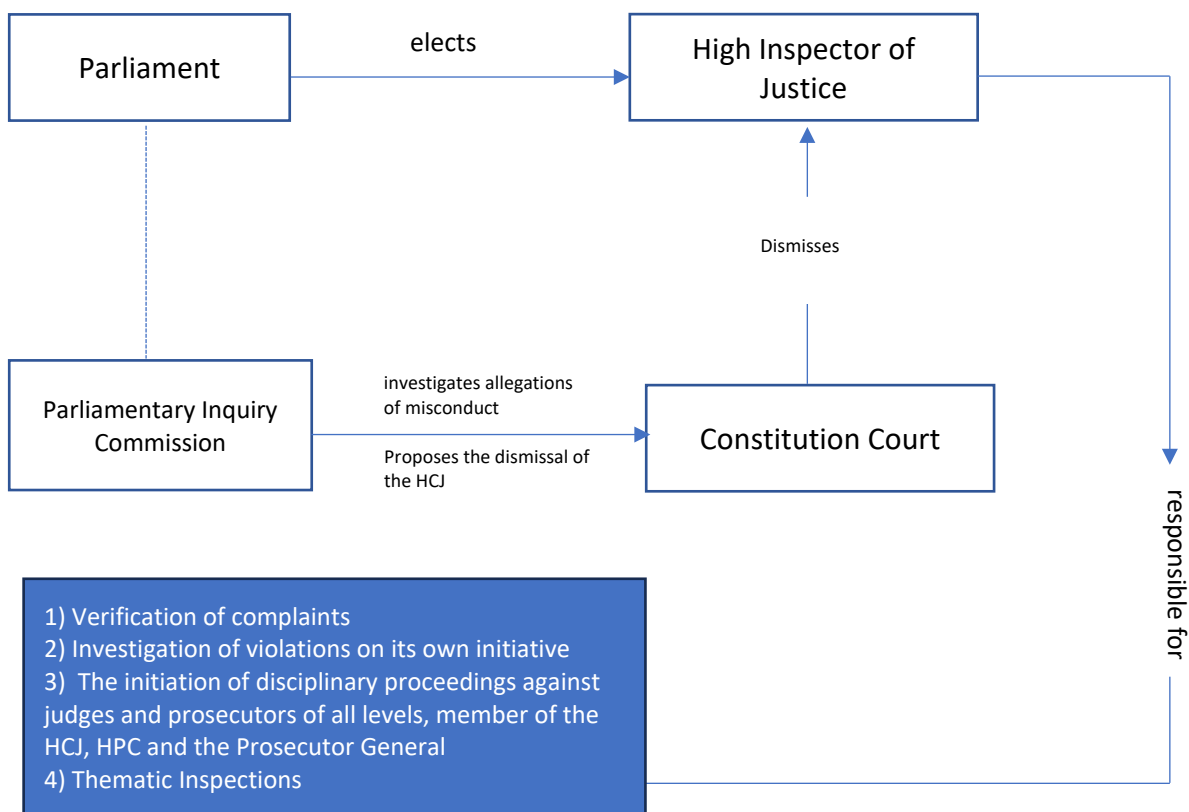 Parliament
elects
High Inspector of
Justice
Dismisses
Parliamentary Inquiry
Commission
investigates allegations
of misconduct
Proposes the dismissal of
the HCJ
Constitution Court
responsible for
1) Verification of complaints
2) Investigation of violations on its own initiative
3)  The initiation of disciplinary proceedings against
judges and prosecutors of all levels, member of the
HCJ, HPC and the Prosecutor General
4) Thematic Inspections